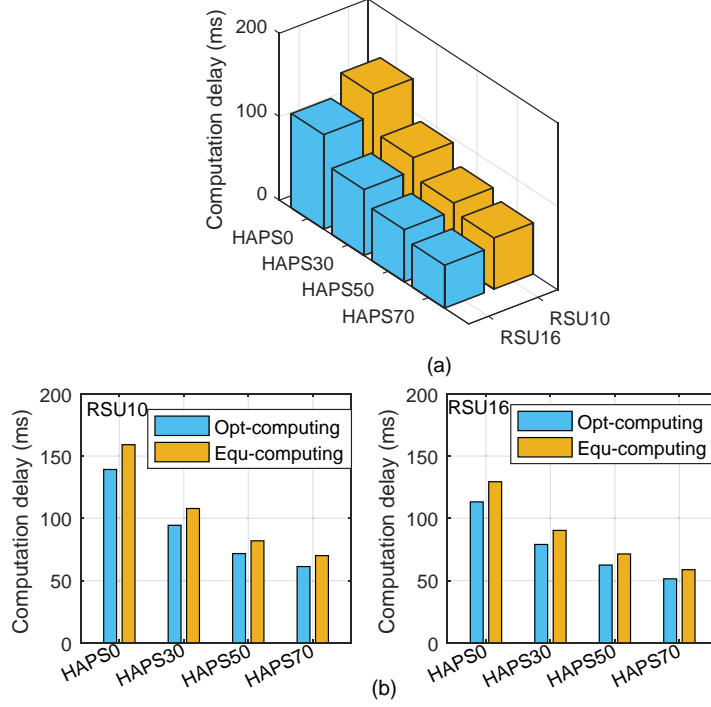 200
100
0
Computation delay (ms)
HAPS0
HAPS30
HAPS50
HAPS70
RSU16
RSU10
(a)
200
150
100
50
0
Computation delay (ms)
RSU10
Opt-computing
Equ-computing
HAPS0
HAPS30
HAPS50
HAPS70
200
150
100
50
0
Computation delay (ms)
RSU16
Opt-computing
Equ-computing
HAPS0
HAPS30
HAPS50
HAPS70
(b)